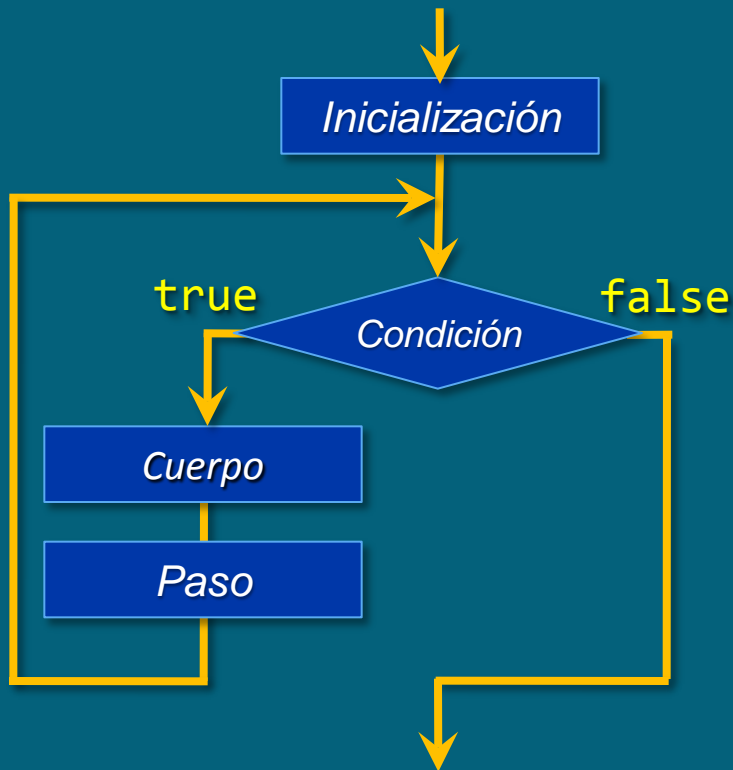 Inicialización
true
false
Condición
Cuerpo
Paso